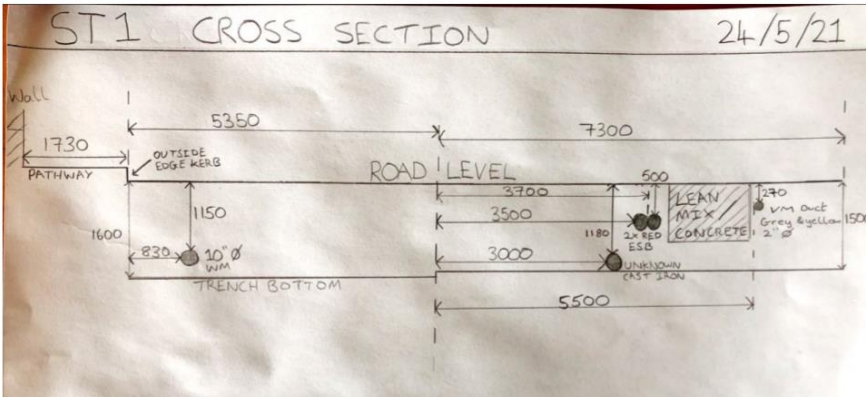 ST1 CROSS SECTION 24/5/21
Wall
5350
7300
1730
OUTSIDE
EDGE KERB
PATHWAY
ROAD LEVEL
500
3700
270
1150
3500
1180
LEAN
MIX
CONCRETE
VM Duct
Grey & yellow
2" Ø
1500
1600
2x RED
ESB
830
10" Ø
WM
3000
UNKNOWN
CAST IRON
TRENCH BOTTOM
5500